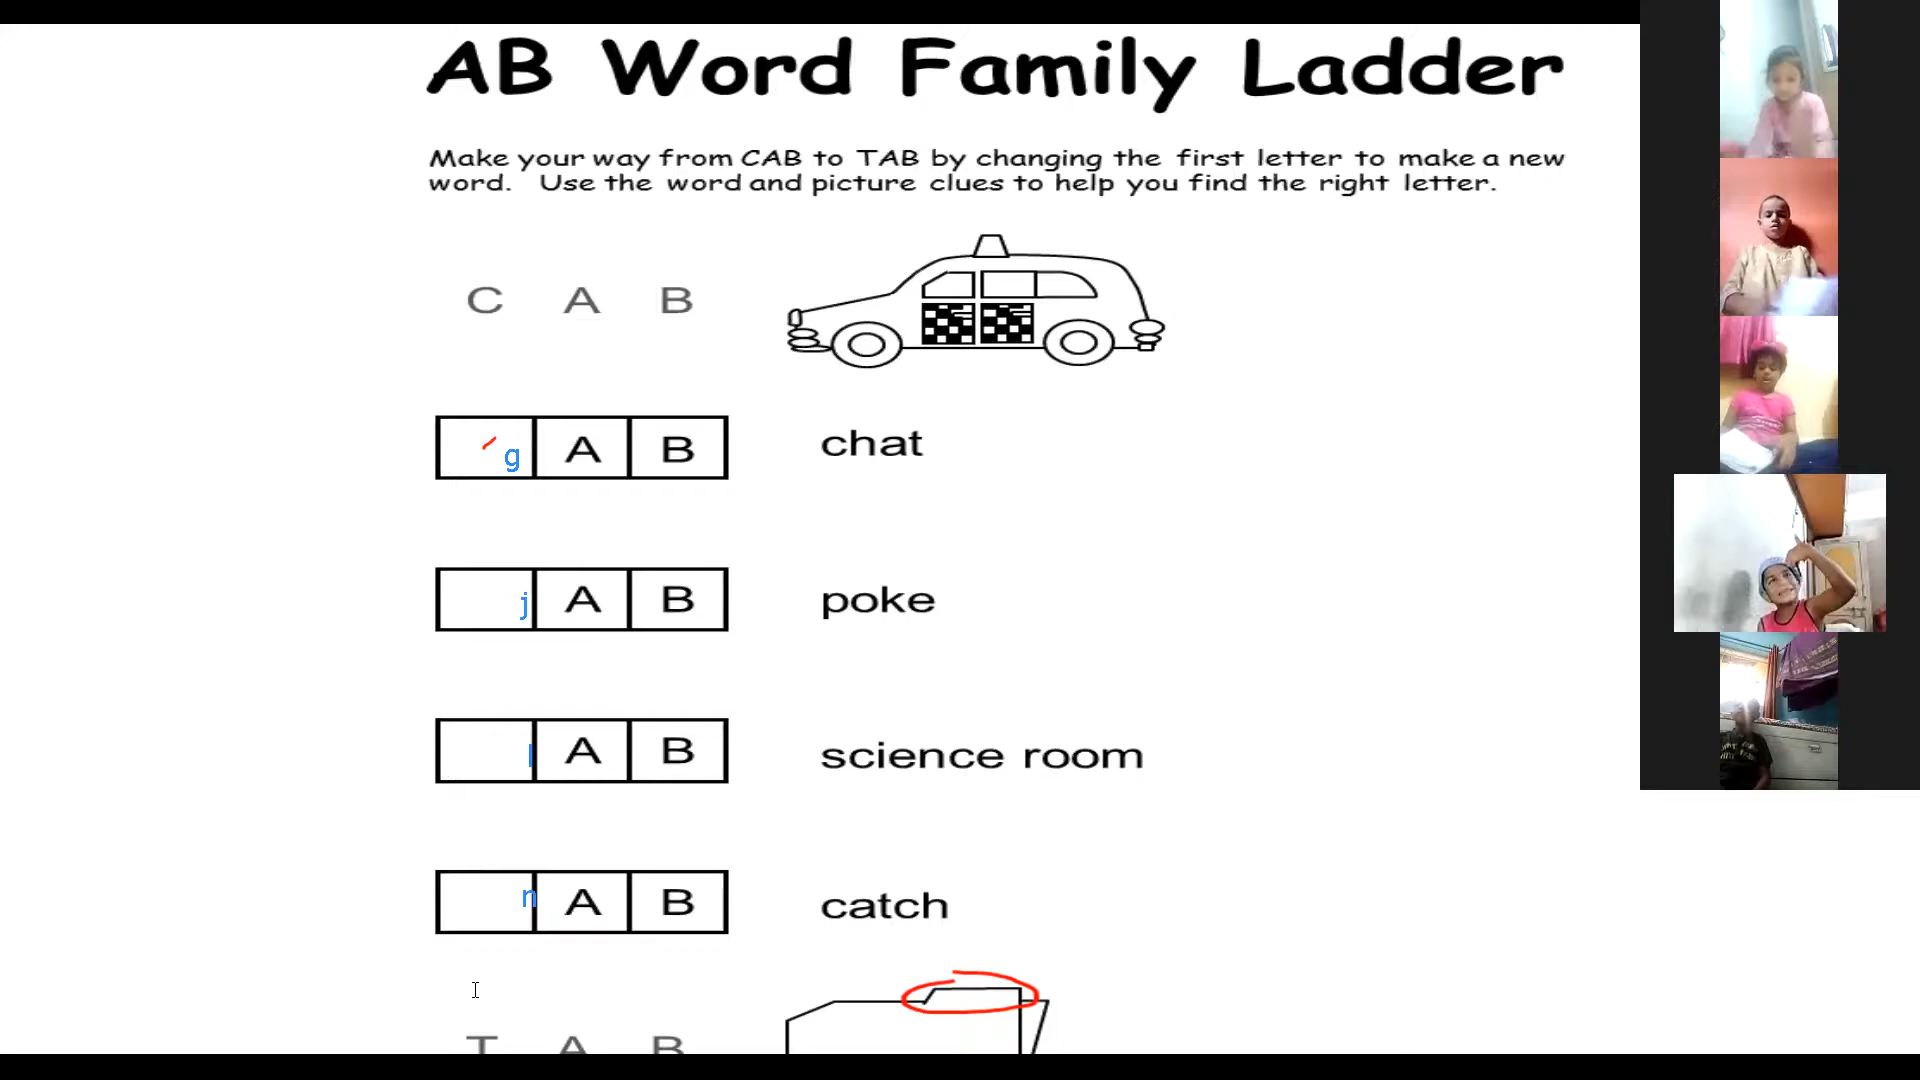 AB Word Family Ladder
Make your way from CAB to TAB by changing the first letter to make a new
word. Use the word and picture clues to help you find the right letter.
C A B
g A B chat
j A B poke
l A B science room
n A B catch
T A B